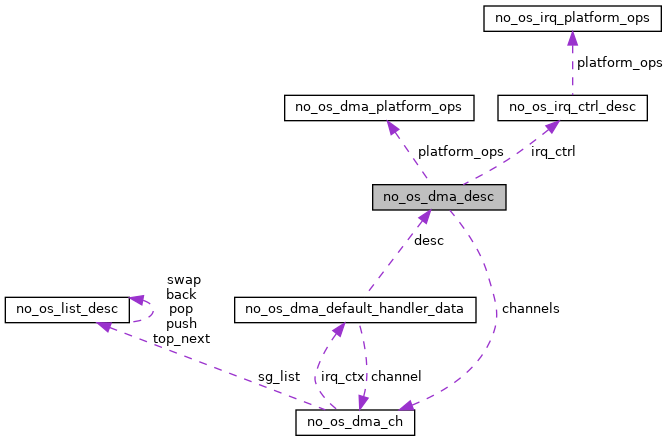 no_os_irq_platform_ops
platform_ops
no_os_dma_platform_ops
no_os_irq_ctrl_desc
platform_ops
irq_ctrl
no_os_dma_desc
desc
swap
back
pop
push
top_next
no_os_list_desc
no_os_dma_default_handler_data
channels
sg_list
irq_ctx
channel
no_os_dma_ch